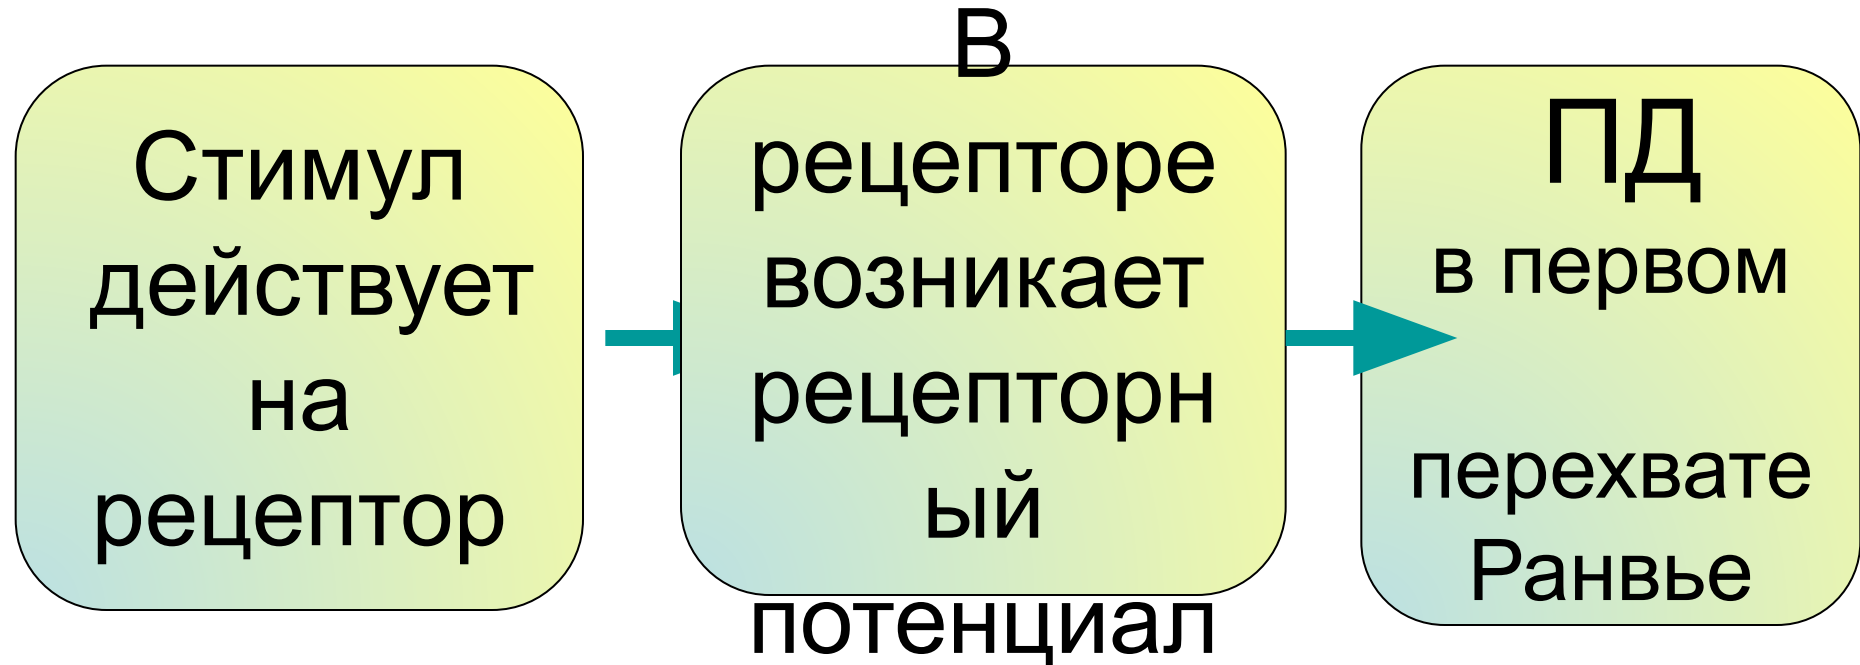 Стимул
действует
на
рецептор
В
рецепторе
возникает
рецепторн
ый
потенциал
ПД
в первом
перехвате
Ранвье